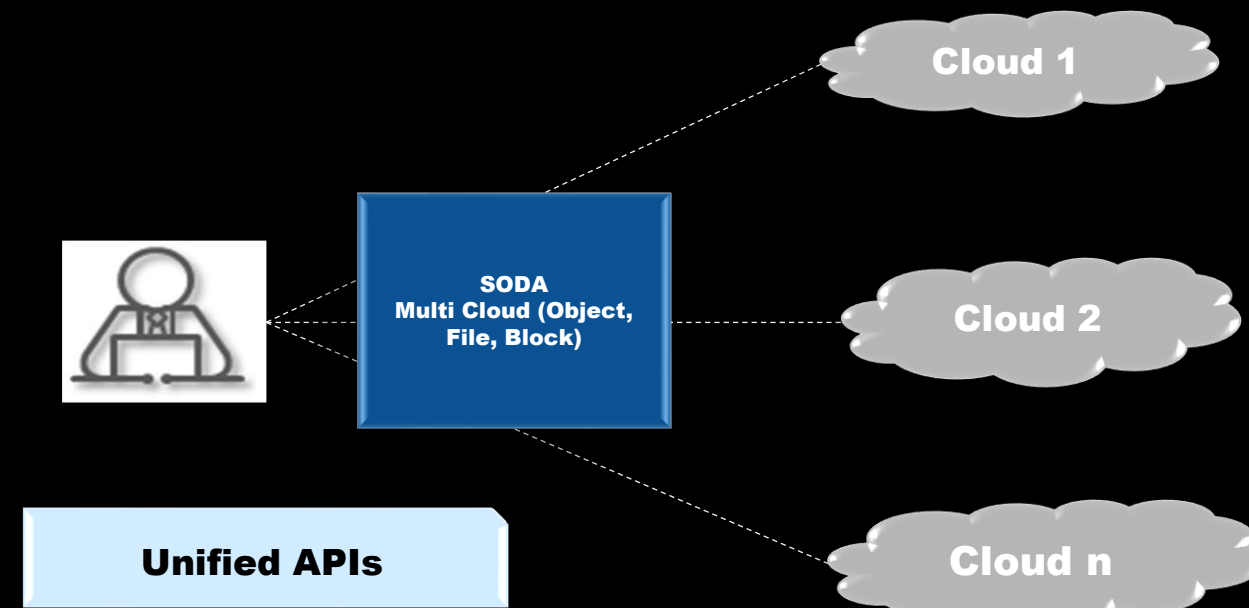 Cloud 1
SODA
Multi Cloud (Object,
File, Block)
Cloud 2
Unified APIs
Cloud n